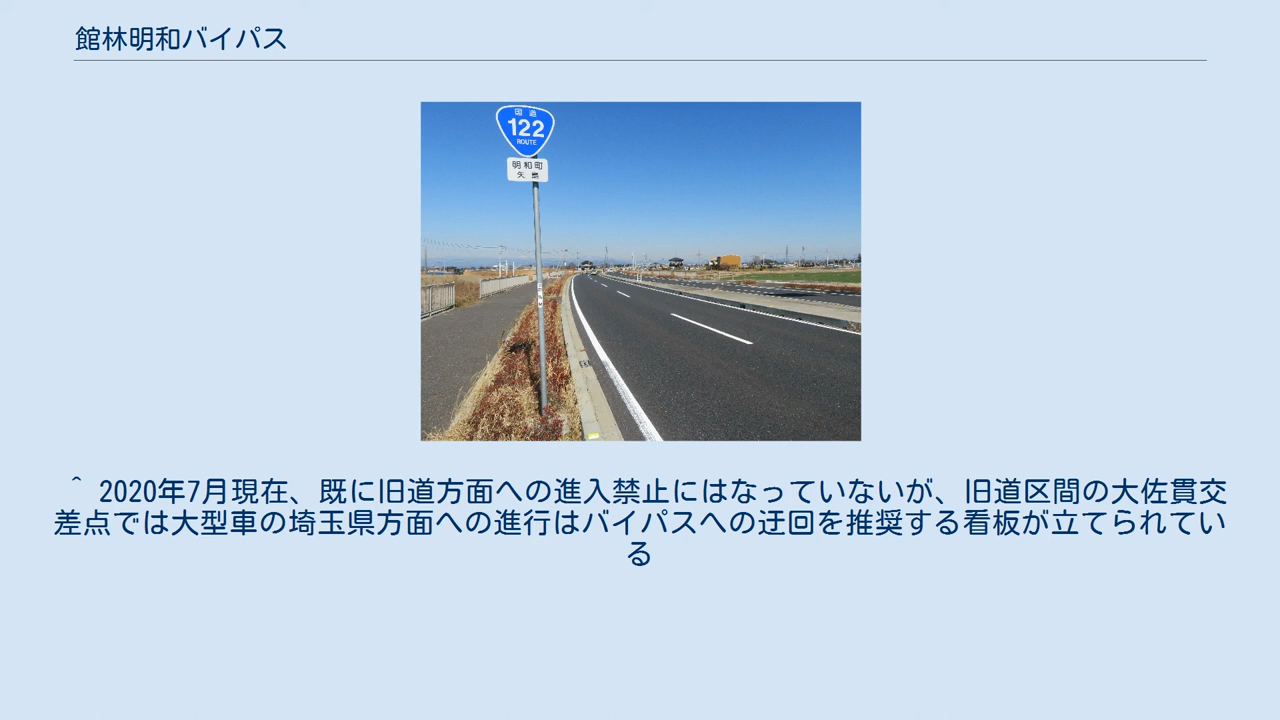 館林明和バイパス
国道
122
ROUTE
明和町
矢島
^ 2020年7月現在、既に旧道方面への進入禁止にはなっていないが、旧道区間の大佐貫交
差点では大型車の埼玉県方面への進行はバイパスへの迂回を推奨する看板が立てられてい
る